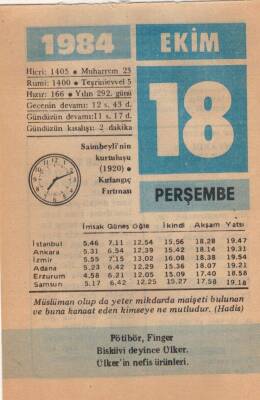 1984
EKİM
Hicri: 1405 • Muharrem 23
Rumi: 1400 • Teşrinievvel 5
Hızır: 166 • Yılın 292. günü
Gecenin devamı: 12 s. 43 d.
Gündüzün devamı: 11 s. 17 d.
Gündüzün kısalışı: 2 dakika
18
Saimbeyli'nin
kurtuluşu
(1920) •
Kırlangıç
Fırtınası
PERŞEMBE
İmsak Güneş Öğle İkindi Akşam Yatsı
İstanbul 5.46 7.11 12.54 15.56 18.28 19.47
Ankara 5.31 6.54 12.39 15.42 18.14 19.31
İzmir 5.55 7.15 13.02 16.08 18.38 19.54
Adana 5.23 6.42 12.29 15.36 18.07 19.21
Erzurum 4.58 6.21 12.05 15.09 17.40 18.58
Samsun 5.17 6.42 12.25 15.27 17.58 19.18
Müslüman olup da yeter mikdarda maişeti bulunan
ve buna kanaat eden kimseye ne mutludur. (Hadis)
Pötibör, Finger
Bisküvi deyince Ülker.
Ülker'in nefis ürünleri.